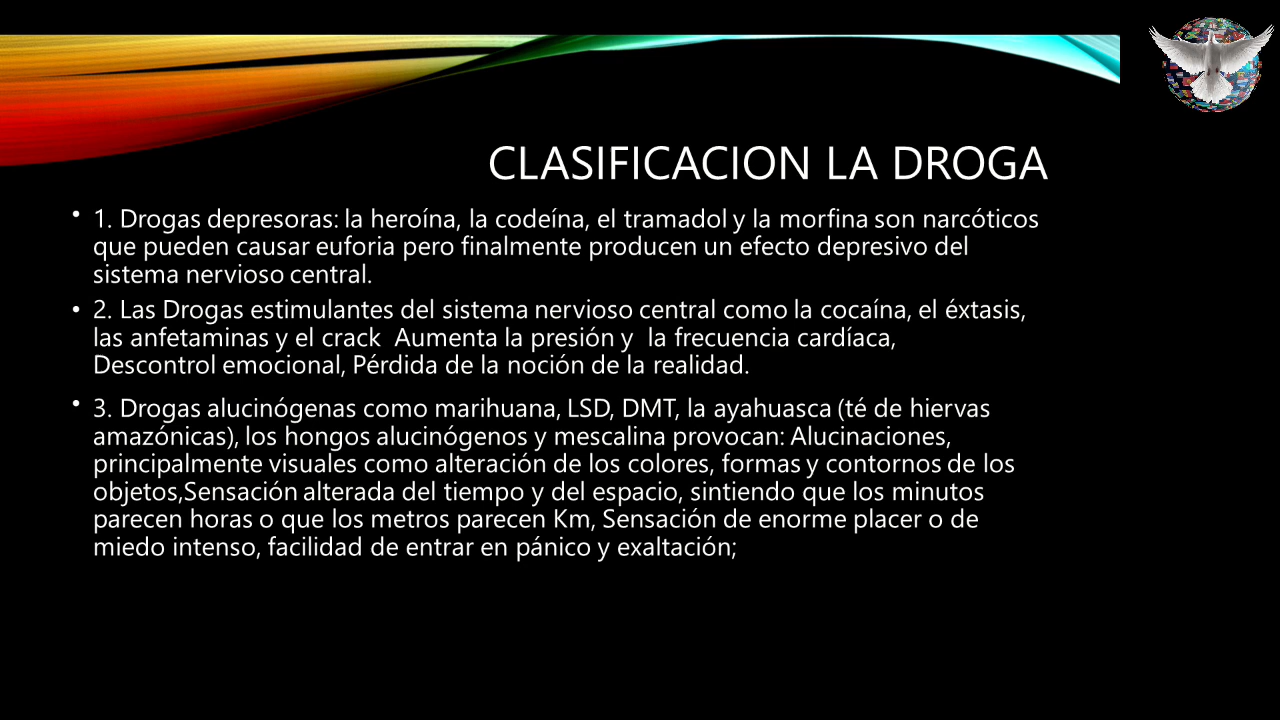 CLASIFICACION LA DROGA
• 1. Drogas depresoras: la heroína, la codeína, el tramadol y la morfina son narcóticos
que pueden causar euforia pero finalmente producen un efecto depresivo del
sistema nervioso central.
• 2. Las Drogas estimulantes del sistema nervioso central como la cocaína, el éxtasis,
las anfetaminas y el crack  Aumenta la presión y  la frecuencia cardíaca,
Descontrol emocional, Pérdida de la noción de la realidad.
• 3. Drogas alucinógenas como marihuana, LSD, DMT, la ayahuasca (té de hiervas
amazónicas), los hongos alucinógenos y mescalina provocan: Alucinaciones,
principalmente visuales como alteración de los colores, formas y contornos de los
objetos,Sensación alterada del tiempo y del espacio, sintiendo que los minutos
parecen horas o que los metros parecen Km, Sensación de enorme placer o de
miedo intenso, facilidad de entrar en pánico y exaltación;